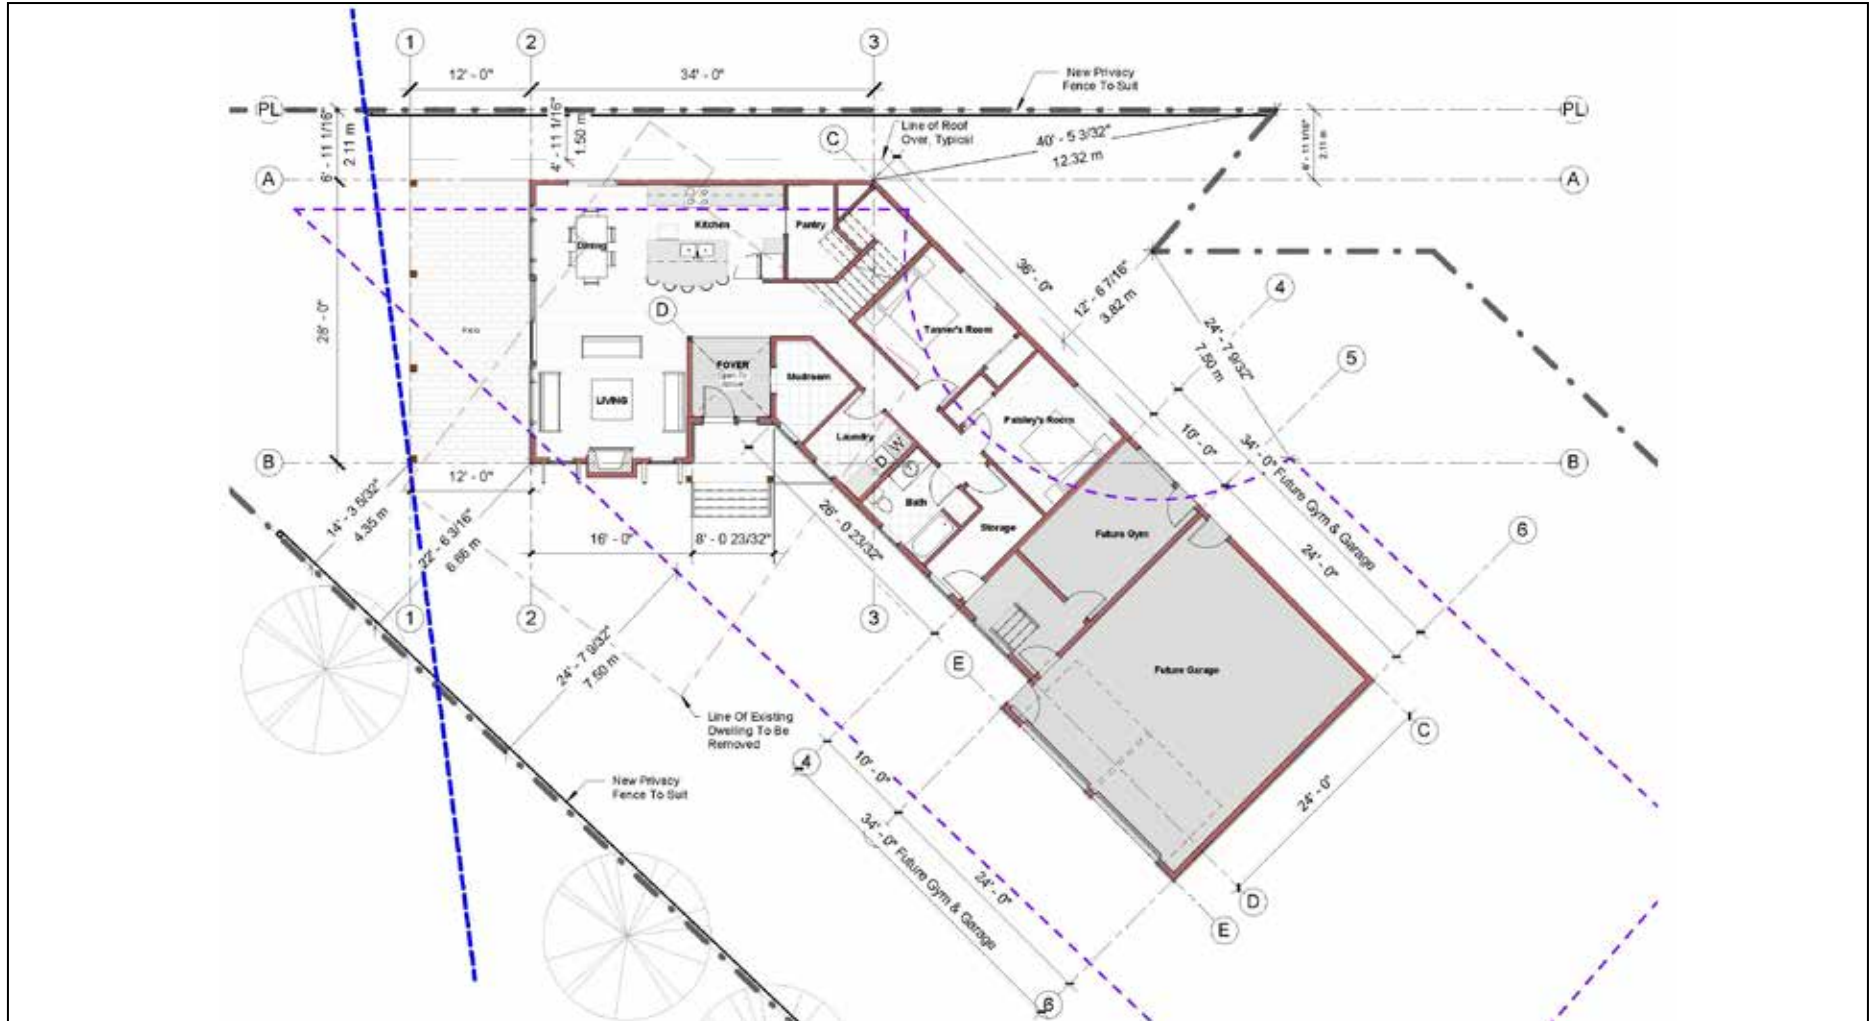 1
2
3
12' - 0"
34' - 0"
New Privacy
Fence To Suit
PL
PL
6' - 11 1/16"
2.11 m
4' - 11 1/16"
1.50 m
C
Line of Roof
Over, Typical
40' - 5 3/32"
12.32 m
6' - 11 1/16"
2.11 m
A
A
Kitchen
Pantry
Dining
36' - 0"
12' - 6 7/16"
3.82 m
4
28' - 0"
D
Tanner's Room
24' - 7 9/32"
7.50 m
5
FOYER
Mudroom
LIVING
Paisley's Room
Laundry
D
W
10' - 0"
34' - 0" Future Gym & Garage
B
B
12' - 0"
14' - 3 5/32"
4.35 m
Bath
Storage
Future Gym
6
22' - 6 3/16"
6.86 m
16' - 0"
8' - 0 23/32"
26' - 0 23/32"
24' - 0"
1
2
3
24' - 7 9/32"
7.50 m
E
Future Garage
Line Of Existing
Dwelling To Be
Removed
C
4
10' - 0"
New Privacy
Fence To Suit
24' - 0"
34' - 0" Future Gym & Garage
24' - 0"
D
E
6